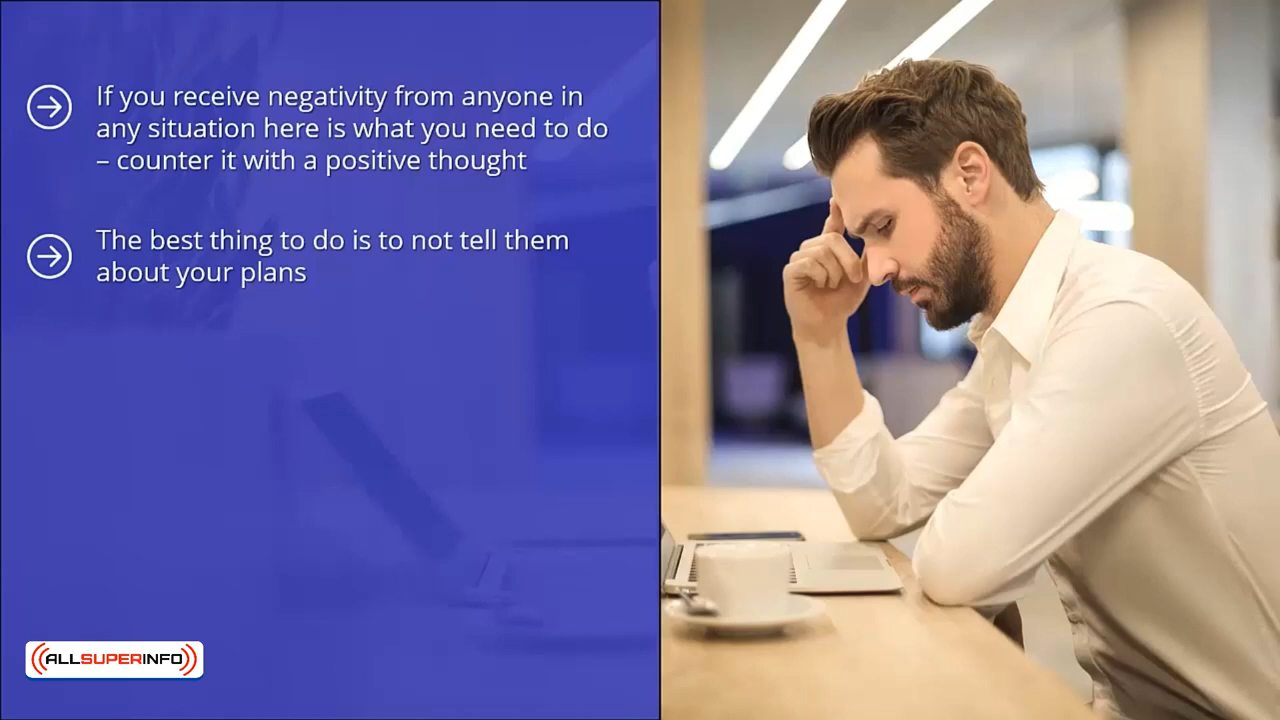 If you receive negativity from anyone in
any situation here is what you need to do
– counter it with a positive thought
The best thing to do is to not tell them
about your plans
ALLSUPERINFO